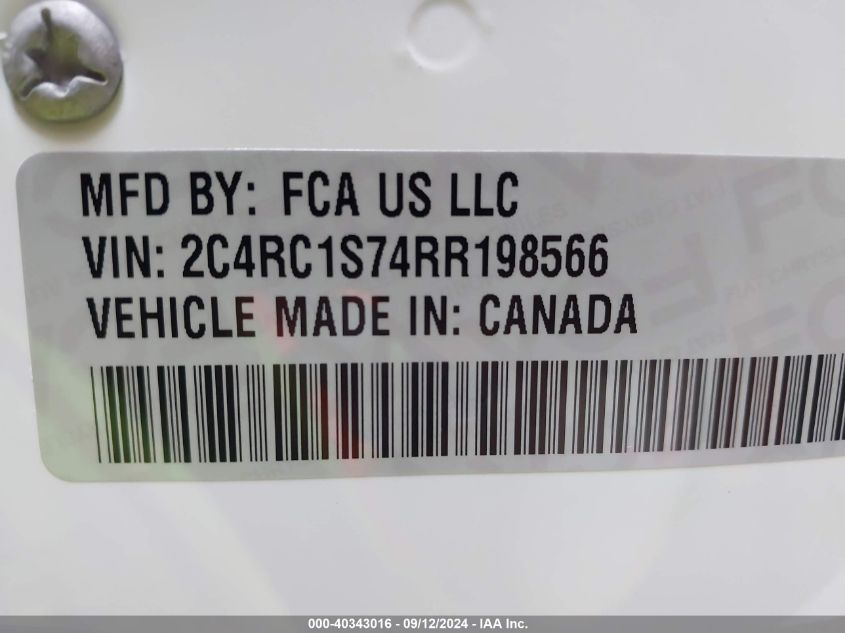 MFD BY: FCA US LLC
VIN: 2C4RC1S74RR198566
VEHICLE MADE IN: CANADA
000-40343016 - 09/12/2024 - IAA Inc.